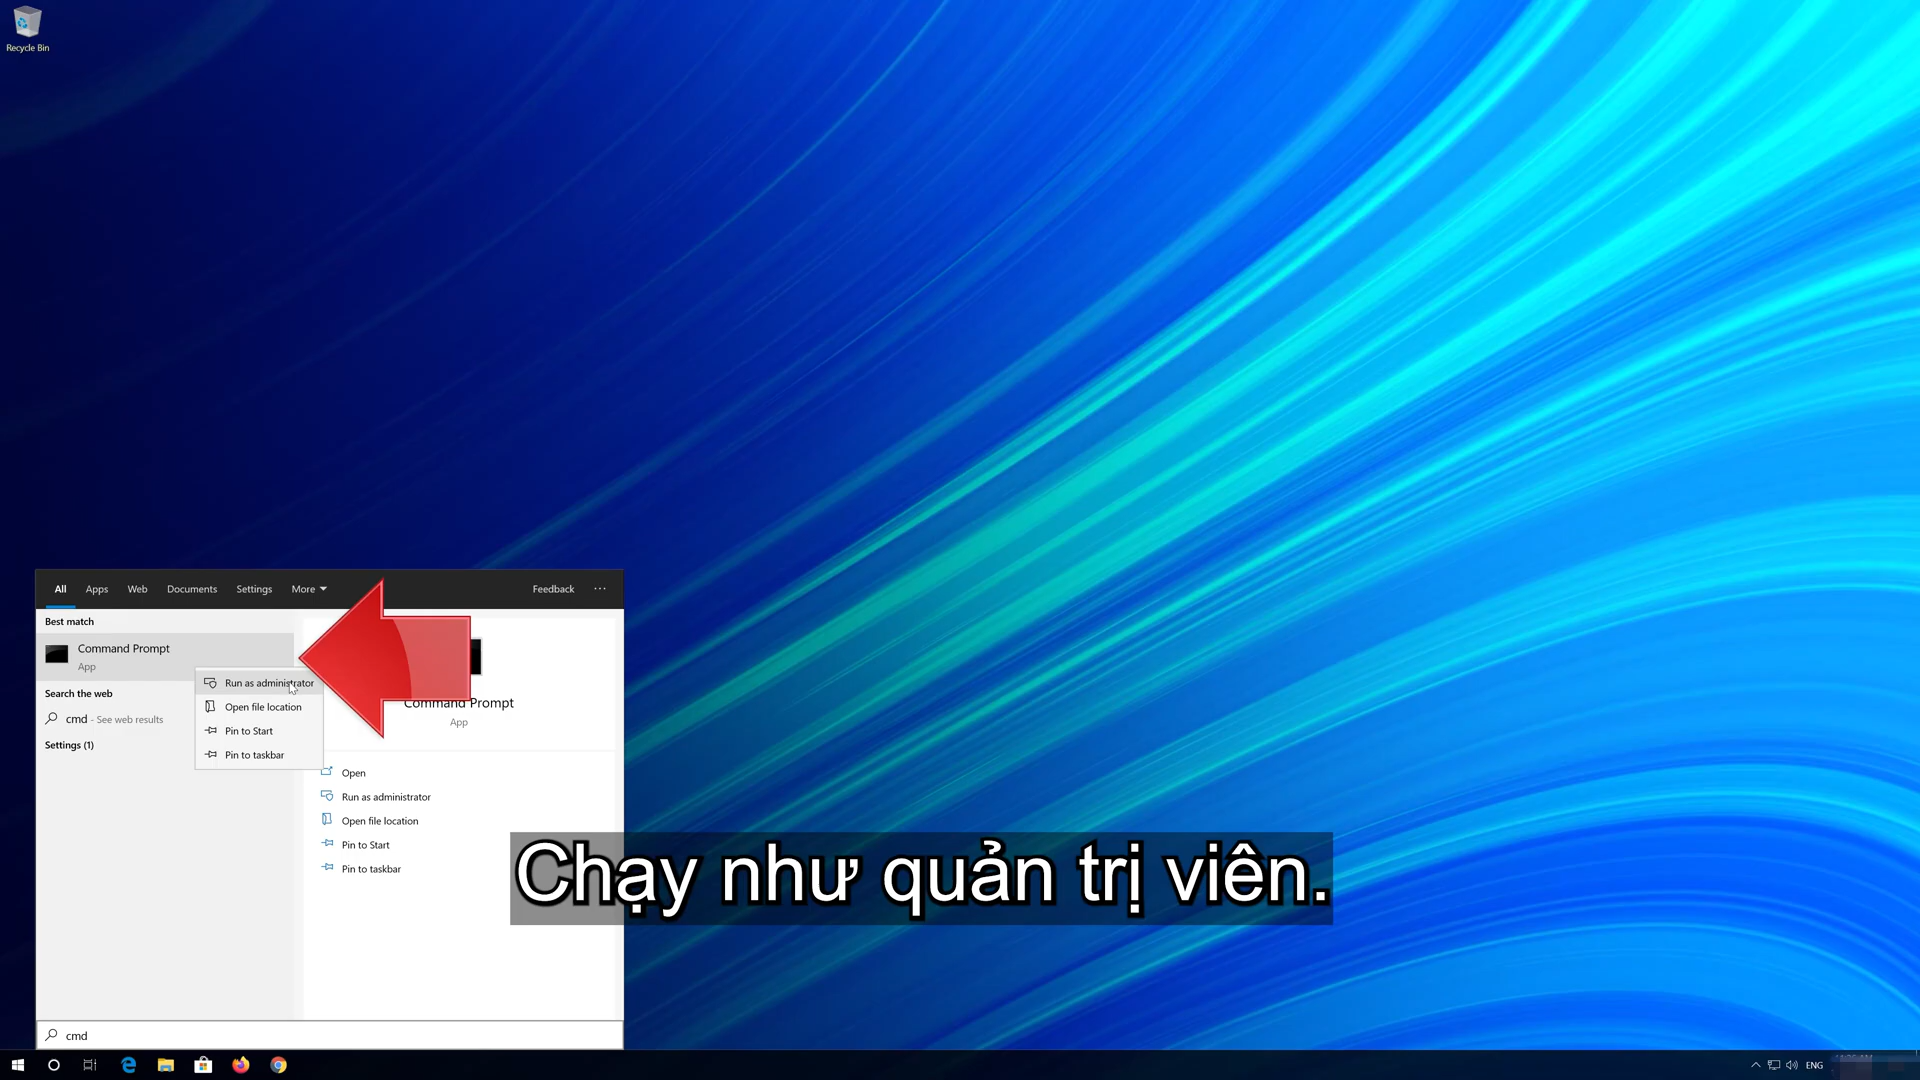 Recycle Bin
All Apps Web Documents Settings More Feedback ...
Best match
Command Prompt
App
Run as administrator
Open file location
Pin to Start
Pin to taskbar
Search the web
cmd - See web results
Settings (1)
Command Prompt
App
Open
Run as administrator
Open file location
Pin to Start
Pin to taskbar
Chạy như quản trị viên.
cmd
ENG